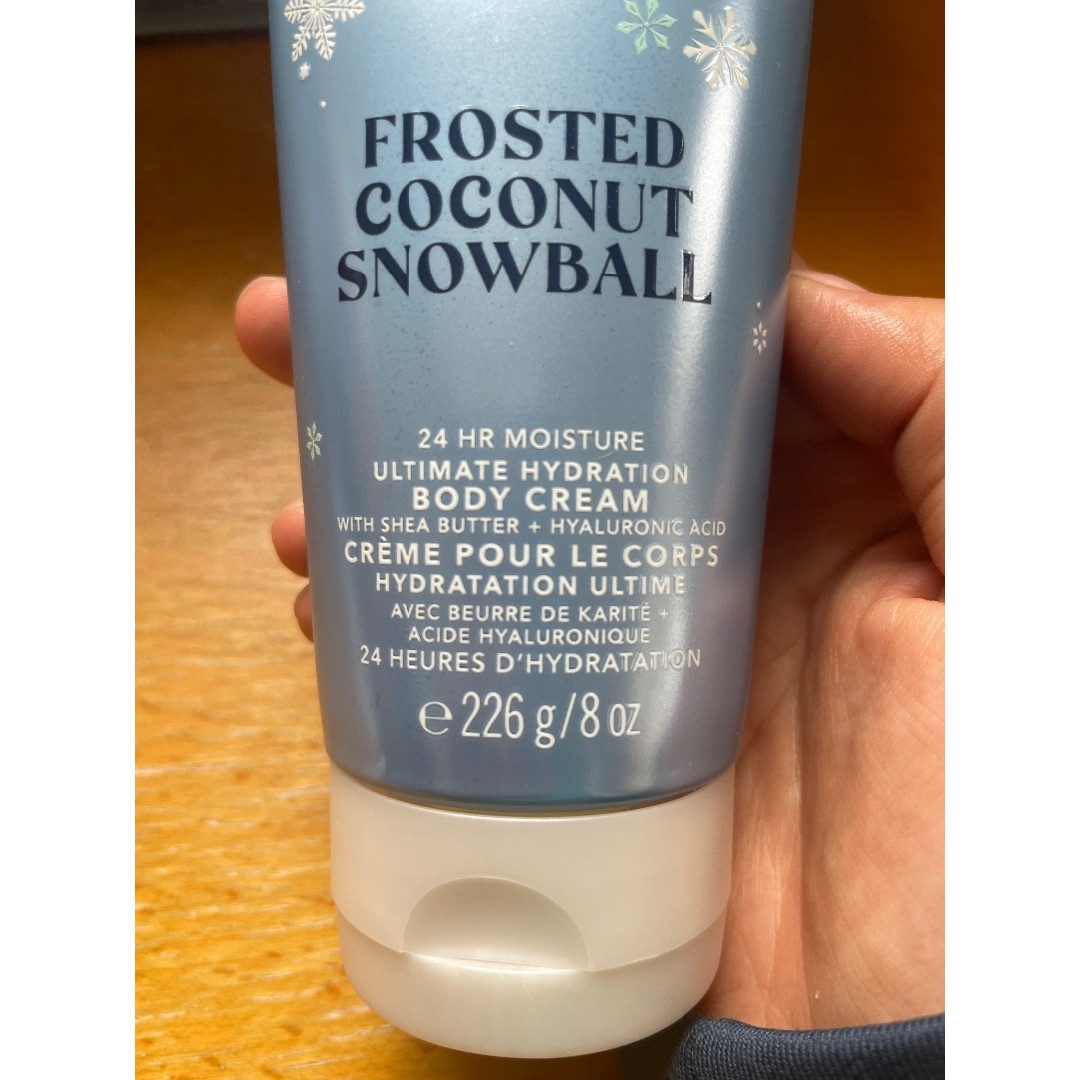 FROSTED
COCONUT
SNOWBALL
24 HR MOISTURE
ULTIMATE HYDRATION
BODY CREAM
WITH SHEA BUTTER + HYALURONIC ACID
CRÈME POUR LE CORPS
HYDRATATION ULTIME
AVEC BEURRE DE KARITÉ +
ACIDE HYALURONIQUE
24 HEURES D'HYDRATATION
℮ 226 g/8 OZ